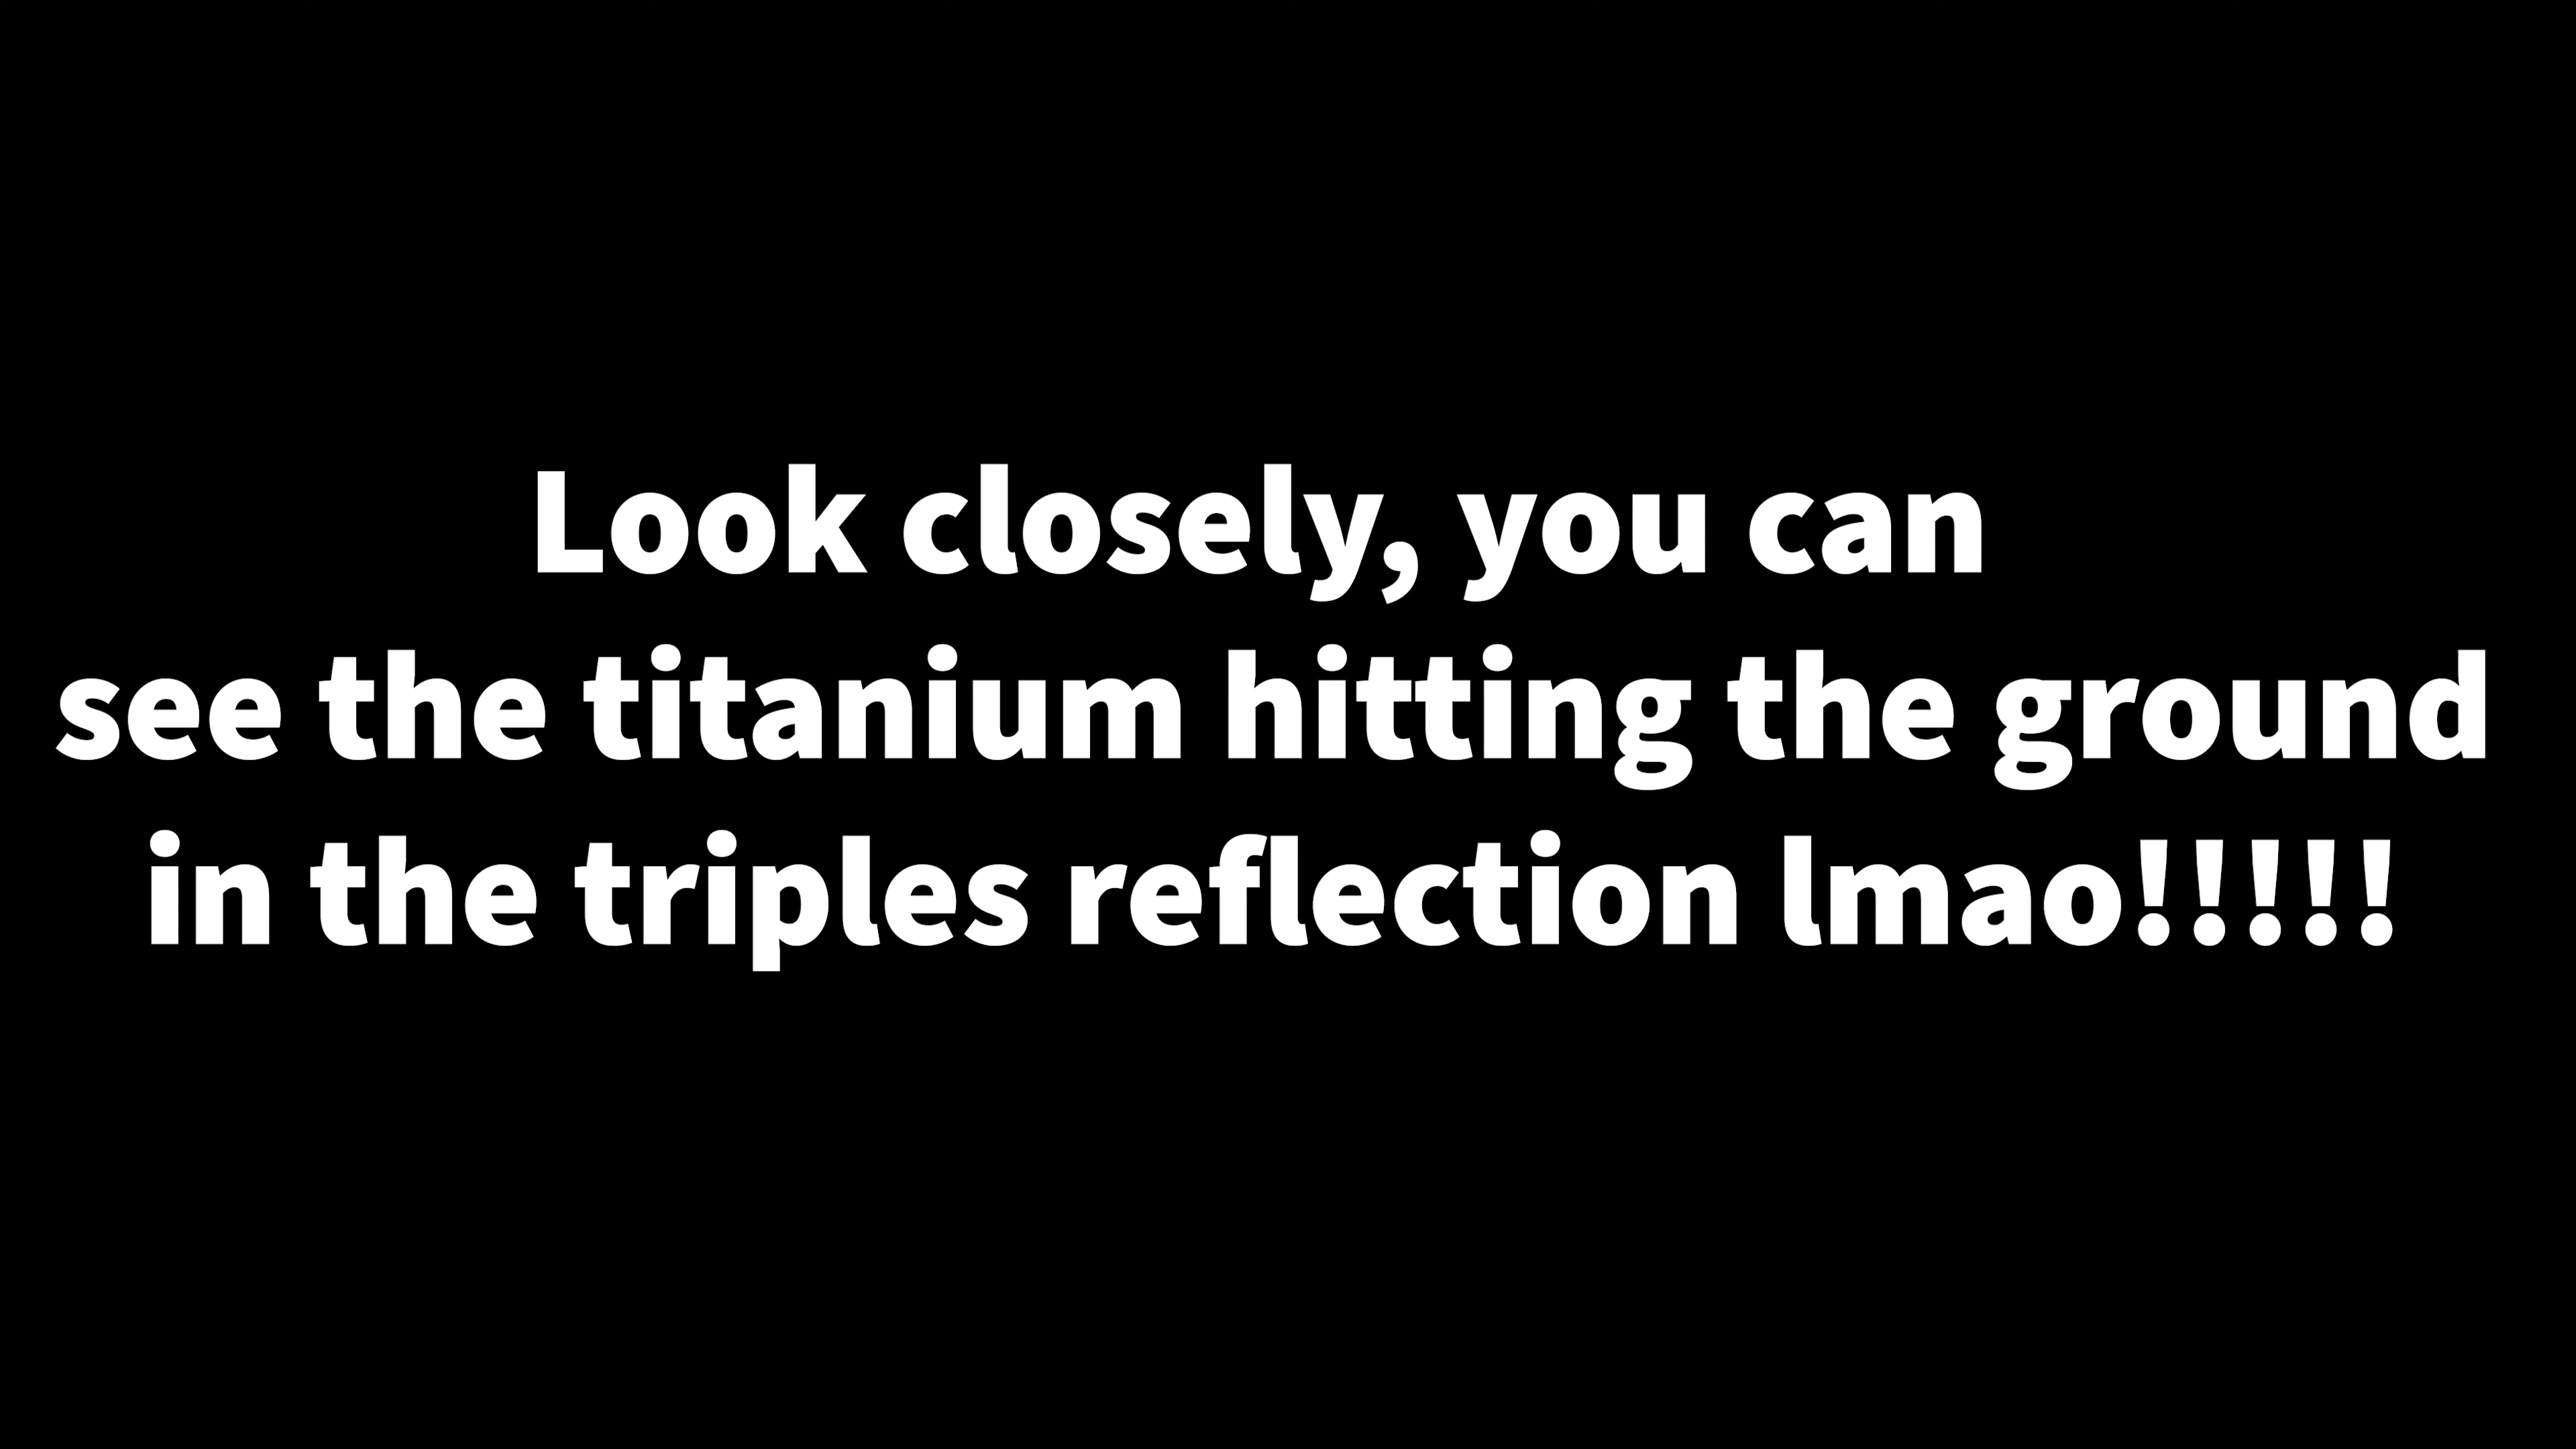 Look closely, you can
see the titanium hitting the ground
in the triples reflection lmao!!!!!